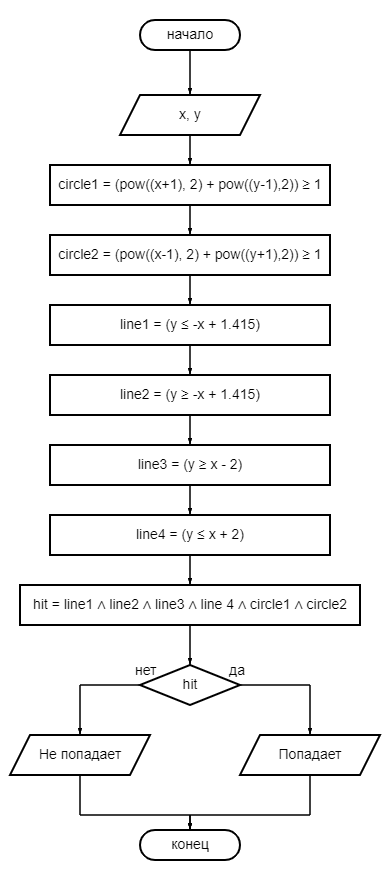 начало
x, y
circle1 = (pow((x+1), 2) + pow((y-1),2)) ≥ 1
circle2 = (pow((x-1), 2) + pow((y+1),2)) ≥ 1
line1 = (y ≤ -x + 1.415)
line2 = (y ≥ -x + 1.415)
line3 = (y ≥ x - 2)
line4 = (y ≤ x + 2)
hit = line1 ∧ line2 ∧ line3 ∧ line 4 ∧ circle1 ∧ circle2
нет
да
hit
Не попадает
Попадает
конец